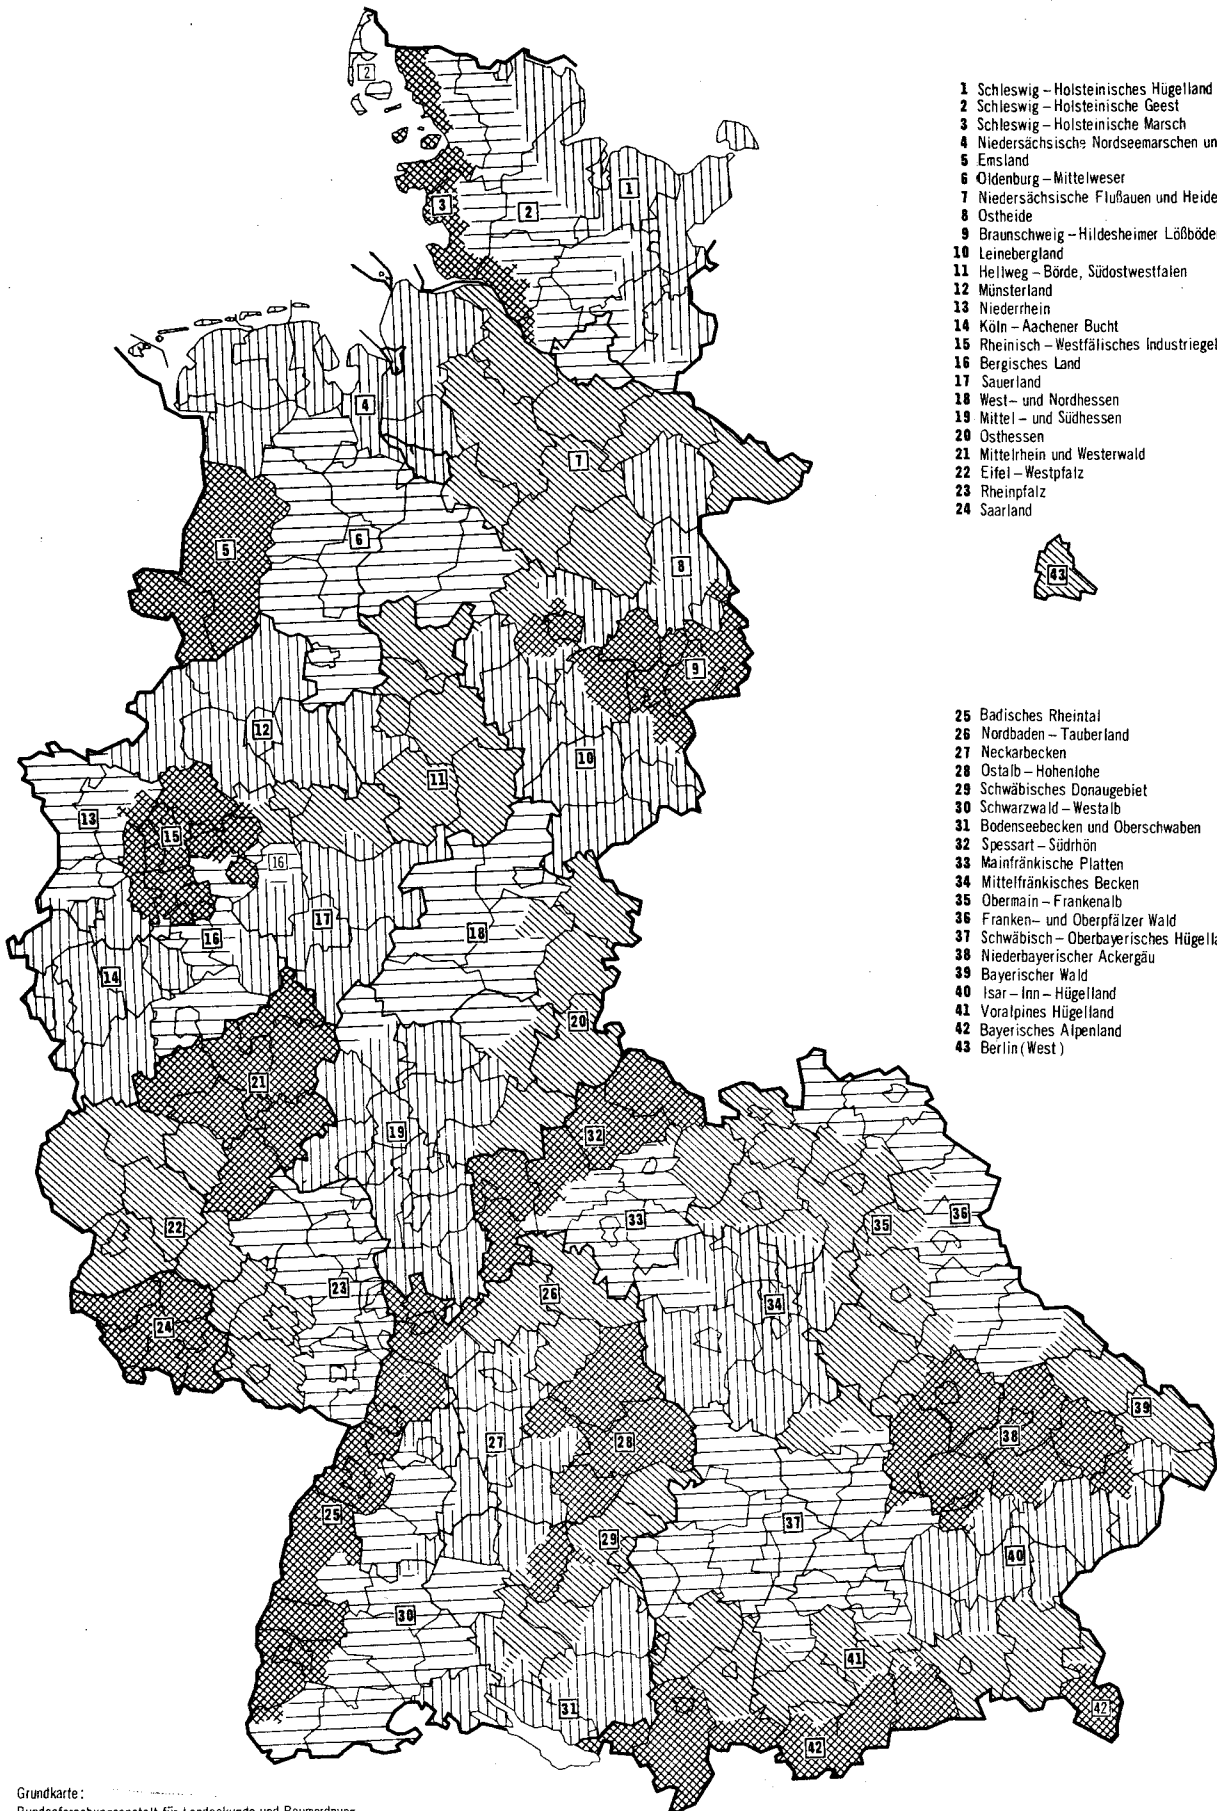 1 Schleswig – Holsteinisches Hügelland
2 Schleswig – Holsteinische Geest
3 Schleswig – Holsteinische Marsch
4 Niedersächsische Nordseemarschen un
5 Emsland
6 Oldenburg – Mittelweser
7 Niedersächsische Flußauen und Heide
8 Ostheide
9 Braunschweig – Hildesheimer Lößböde
10 Leinebergland
11 Hellweg – Börde, Südostwestfalen
12 Münsterland
13 Niederrhein
14 Köln – Aachener Bucht
15 Rheinisch – Westfälisches Industriegel
16 Bergisches Land
17 Sauerland
18 West– und Nordhessen
19 Mittel – und Südhessen
20 Osthessen
21 Mittelrhein und Westerwald
22 Eifel – Westpfalz
23 Rheinpfalz
24 Saarland
25 Badisches Rheintal
26 Nordbaden – Tauberland
27 Neckarbecken
28 Ostalb – Hohenlohe
29 Schwäbisches Donaugebiet
30 Schwarzwald – Westalb
31 Bodenseebecken und Oberschwaben
32 Spessart – Südrhön
33 Mainfränkische Platten
34 Mittelfränkisches Becken
35 Obermain – Frankenalb
36 Franken– und Oberpfälzer Wald
37 Schwäbisch – Oberbayerisches Hügella
38 Niederbayerischer Ackergäu
39 Bayerischer Wald
40 Isar – Inn – Hügelland
41 Voralpines Hügelland
42 Bayerisches Alpenland
43 Berlin (West)
2
1
3
2
4
7
5
6
8
43
9
12
10
11
13
15
16
17
18
16
14
20
21
19
32
22
33
35
36
23
26
34
24
39
27
28
38
25
29
37
40
30
41
31
42
42
Grundkarte:
Bundesforschungsanstalt für Landeskunde und Raumordnung